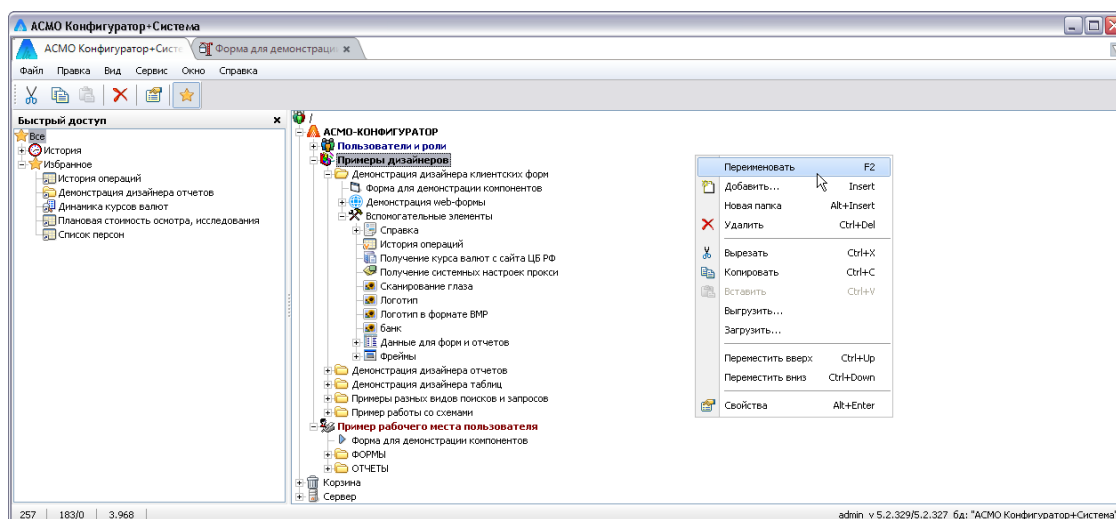 АСМО Конфигуратор+Система
АСМО Конфигуратор+Систе
Форма для демонстраци
Файл Правка Вид Сервис Окно Справка
Быстрый доступ
Все
История
Избранное
История операций
Демонстрация дизайнера отчетов
Динамика курсов валют
Плановая стоимость осмотра, исследования
Список персон
/
АСМО-КОНФИГУРАТОР
Пользователи и роли
Примеры дизайнеров
Демонстрация дизайнера клиентских форм
Форма для демонстрации компонентов
Демонстрация web-формы
Вспомогательные элементы
Справка
История операций
Получение курса валют с сайта ЦБ РФ
Получение системных настроек прокси
Сканирование глаза
Логотип
Логотип в формате BMP
банк
Данные для форм и отчетов
Фреймы
Демонстрация дизайнера отчетов
Демонстрация дизайнера таблиц
Примеры разных видов поисков и запросов
Пример работы со схемами
Пример рабочего места пользователя
Форма для демонстрации компонентов
ФОРМЫ
ОТЧЕТЫ
Корзина
Сервер
Переименовать F2
Добавить... Insert
Новая папка Alt+Insert
Удалить Ctrl+Del
Вырезать Ctrl+X
Копировать Ctrl+C
Вставить Ctrl+V
Выгрузить...
Загрузить...
Переместить вверх Ctrl+Up
Переместить вниз Ctrl+Down
Свойства Alt+Enter
257 183/0 3.968 admin v 5.2.329/5.2.327 бд: "АСМО Конфигуратор+Система"